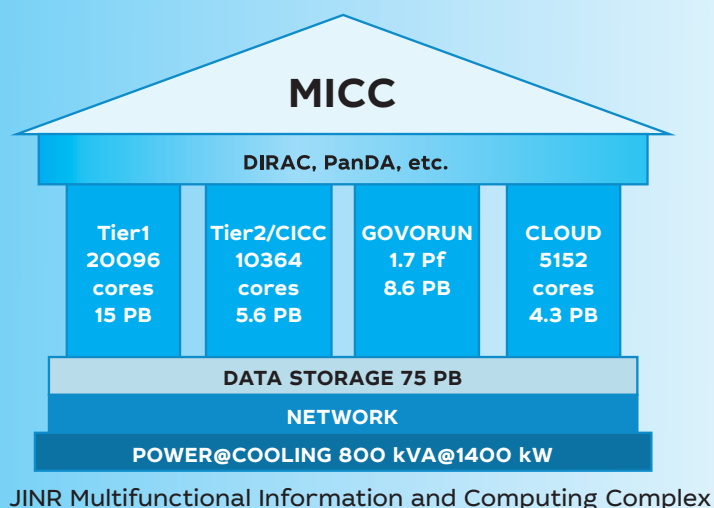 MICC
DIRAC, PanDA, etc.
Tier1
20096
cores
15 PB
Tier2/CICC
10364
cores
5.6 PB
GOVORUN
1.7 Pf
8.6 PB
CLOUD
5152
cores
4.3 PB
DATA STORAGE 75 PB
NETWORK
POWER@COOLING 800 kVA@1400 kW
JINR Multifunctional Information and Computing Complex